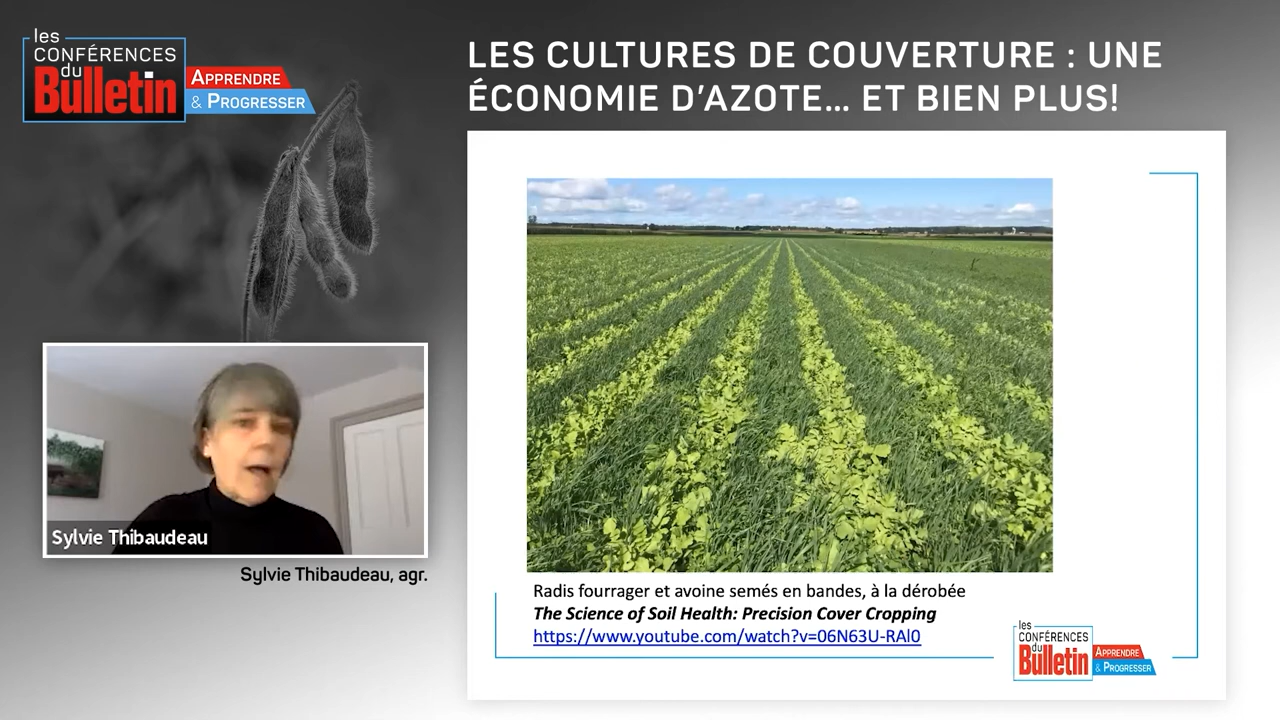 les
CONFÉRENCES
du
Bulletin
APPRENDRE
& PROGRESSER
LES CULTURES DE COUVERTURE : UNE
ÉCONOMIE D'AZOTE... ET BIEN PLUS!
Sylvie Thibaudeau
Sylvie Thibaudeau, agr.
Radis fourrager et avoine semés en bandes, à la dérobée
The Science of Soil Health: Precision Cover Cropping
https://www.youtube.com/watch?v=06N63U-RAl0
les
CONFÉRENCES
du
Bulletin
APPRENDRE
& PROGRESSER